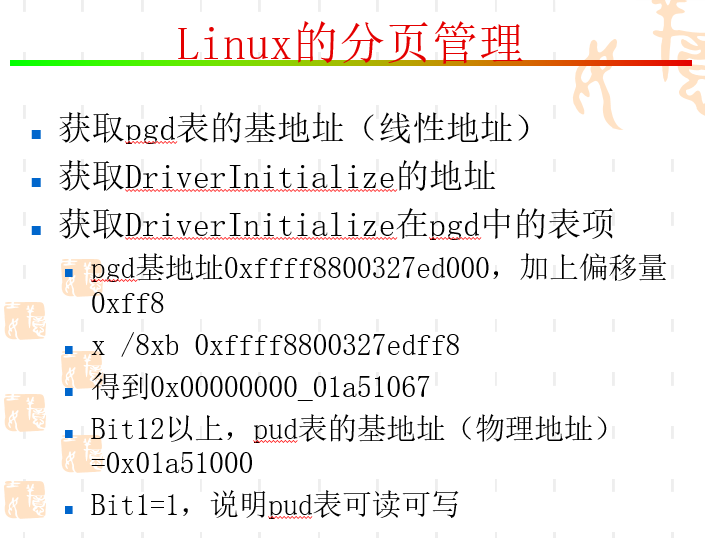 Linux的分页管理
获取pgd表的基地址（线性地址）
获取DriverInitialize的地址
获取DriverInitialize在pgd中的表项
pgd基地址0xffff8800327ed000，加上偏移量
0xff8
x /8xb 0xffff8800327edff8
得到0x00000000_01a51067
Bit12以上，pud表的基地址（物理地址）
=0x01a51000
Bit1=1，说明pud表可读可写